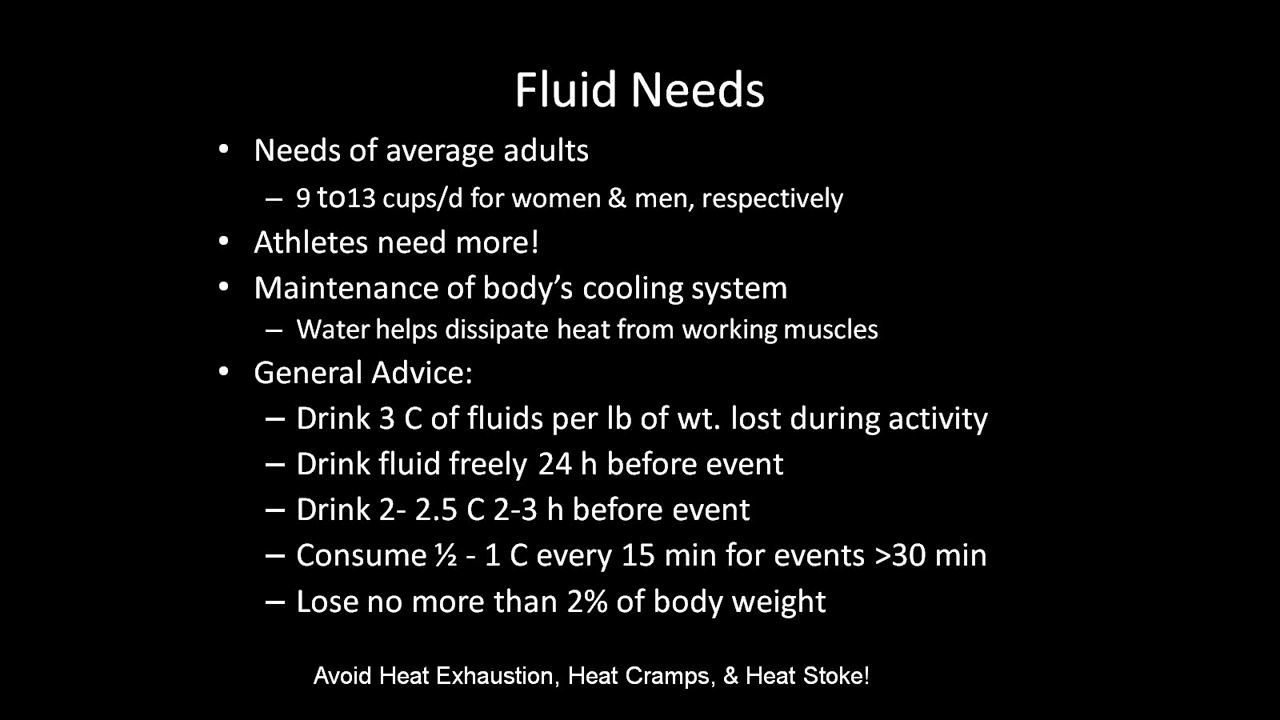 Fluid Needs
• Needs of average adults
– 9 to13 cups/d for women & men, respectively
• Athletes need more!
• Maintenance of body’s cooling system
– Water helps dissipate heat from working muscles
• General Advice:
– Drink 3 C of fluids per lb of wt. lost during activity
– Drink fluid freely 24 h before event
– Drink 2- 2.5 C 2-3 h before event
– Consume ½ - 1 C every 15 min for events >30 min
– Lose no more than 2% of body weight
Avoid Heat Exhaustion, Heat Cramps, & Heat Stoke!